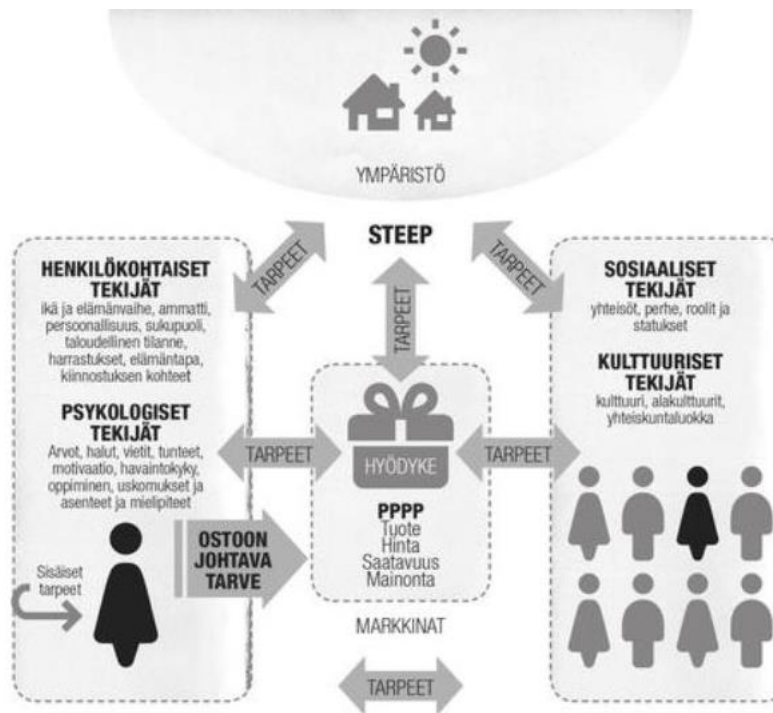 YMPÄRISTÖ
STEEP
TARPEET
TARPEET
TARPEET
HENKILÖKOHTAISET
TEKIJÄT
ikä ja elämänvaihe, ammatti,
persoonallisuus, sukupuoli,
taloudellinen tilanne,
harrastukset, elämäntapa,
kiinnostuksen kohteet
PSYKOLOGISET
TEKIJÄT
Arvot, halut, vietit, tunteet,
motivaatio, havaintokyky,
oppiminen, uskomukset ja
asenteet ja mielipiteet
Sisäiset
tarpeet
OSTOON
JOHTAVA
TARVE
TARPEET
HYÖDYKE
PPPP
Tuote
Hinta
Saatavuus
Mainonta
MARKKINAT
TARPEET
TARPEET
SOSIAALISET
TEKIJÄT
yhteisöt, perhe, roolit ja
statukset
KULTTUURISET
TEKIJÄT
kulttuuri, alakulttuurit,
yhteiskuntaluokka